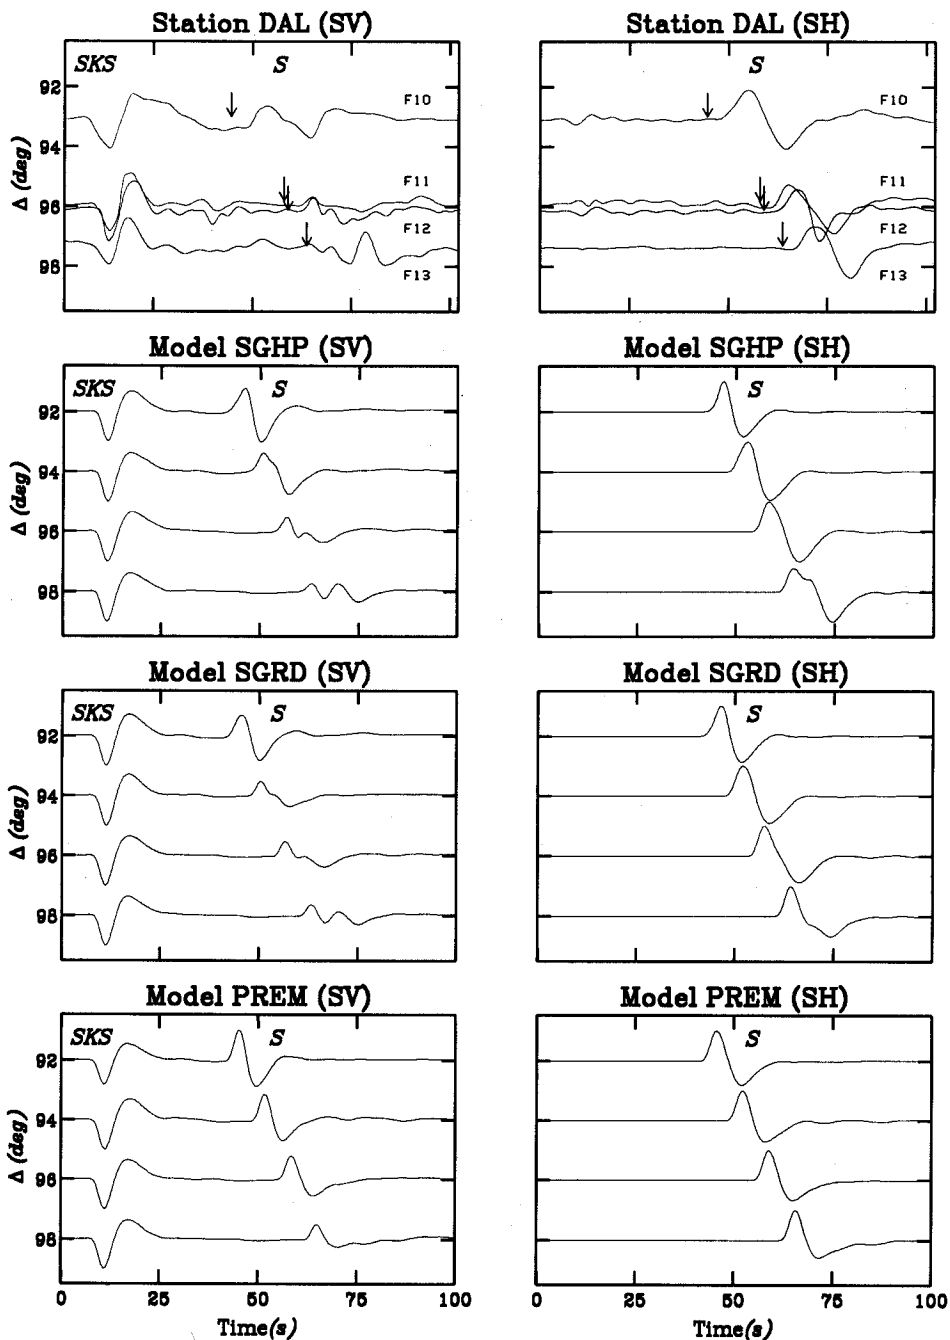 Station DAL (SV)
Station DAL (SH)
SKS
S
S
92
94
96
98
Δ (deg)
F10
F11
F12
F13
F10
F11
F12
F13
Model SGHP (SV)
Model SGHP (SH)
SKS
S
S
92
94
96
98
Δ (deg)
Model SGRD (SV)
Model SGRD (SH)
SKS
S
S
92
94
96
98
Δ (deg)
Model PREM (SV)
Model PREM (SH)
SKS
S
S
92
94
96
98
Δ (deg)
0 25 50 75 100
0 25 50 75 100
Time(s)
Time(s)